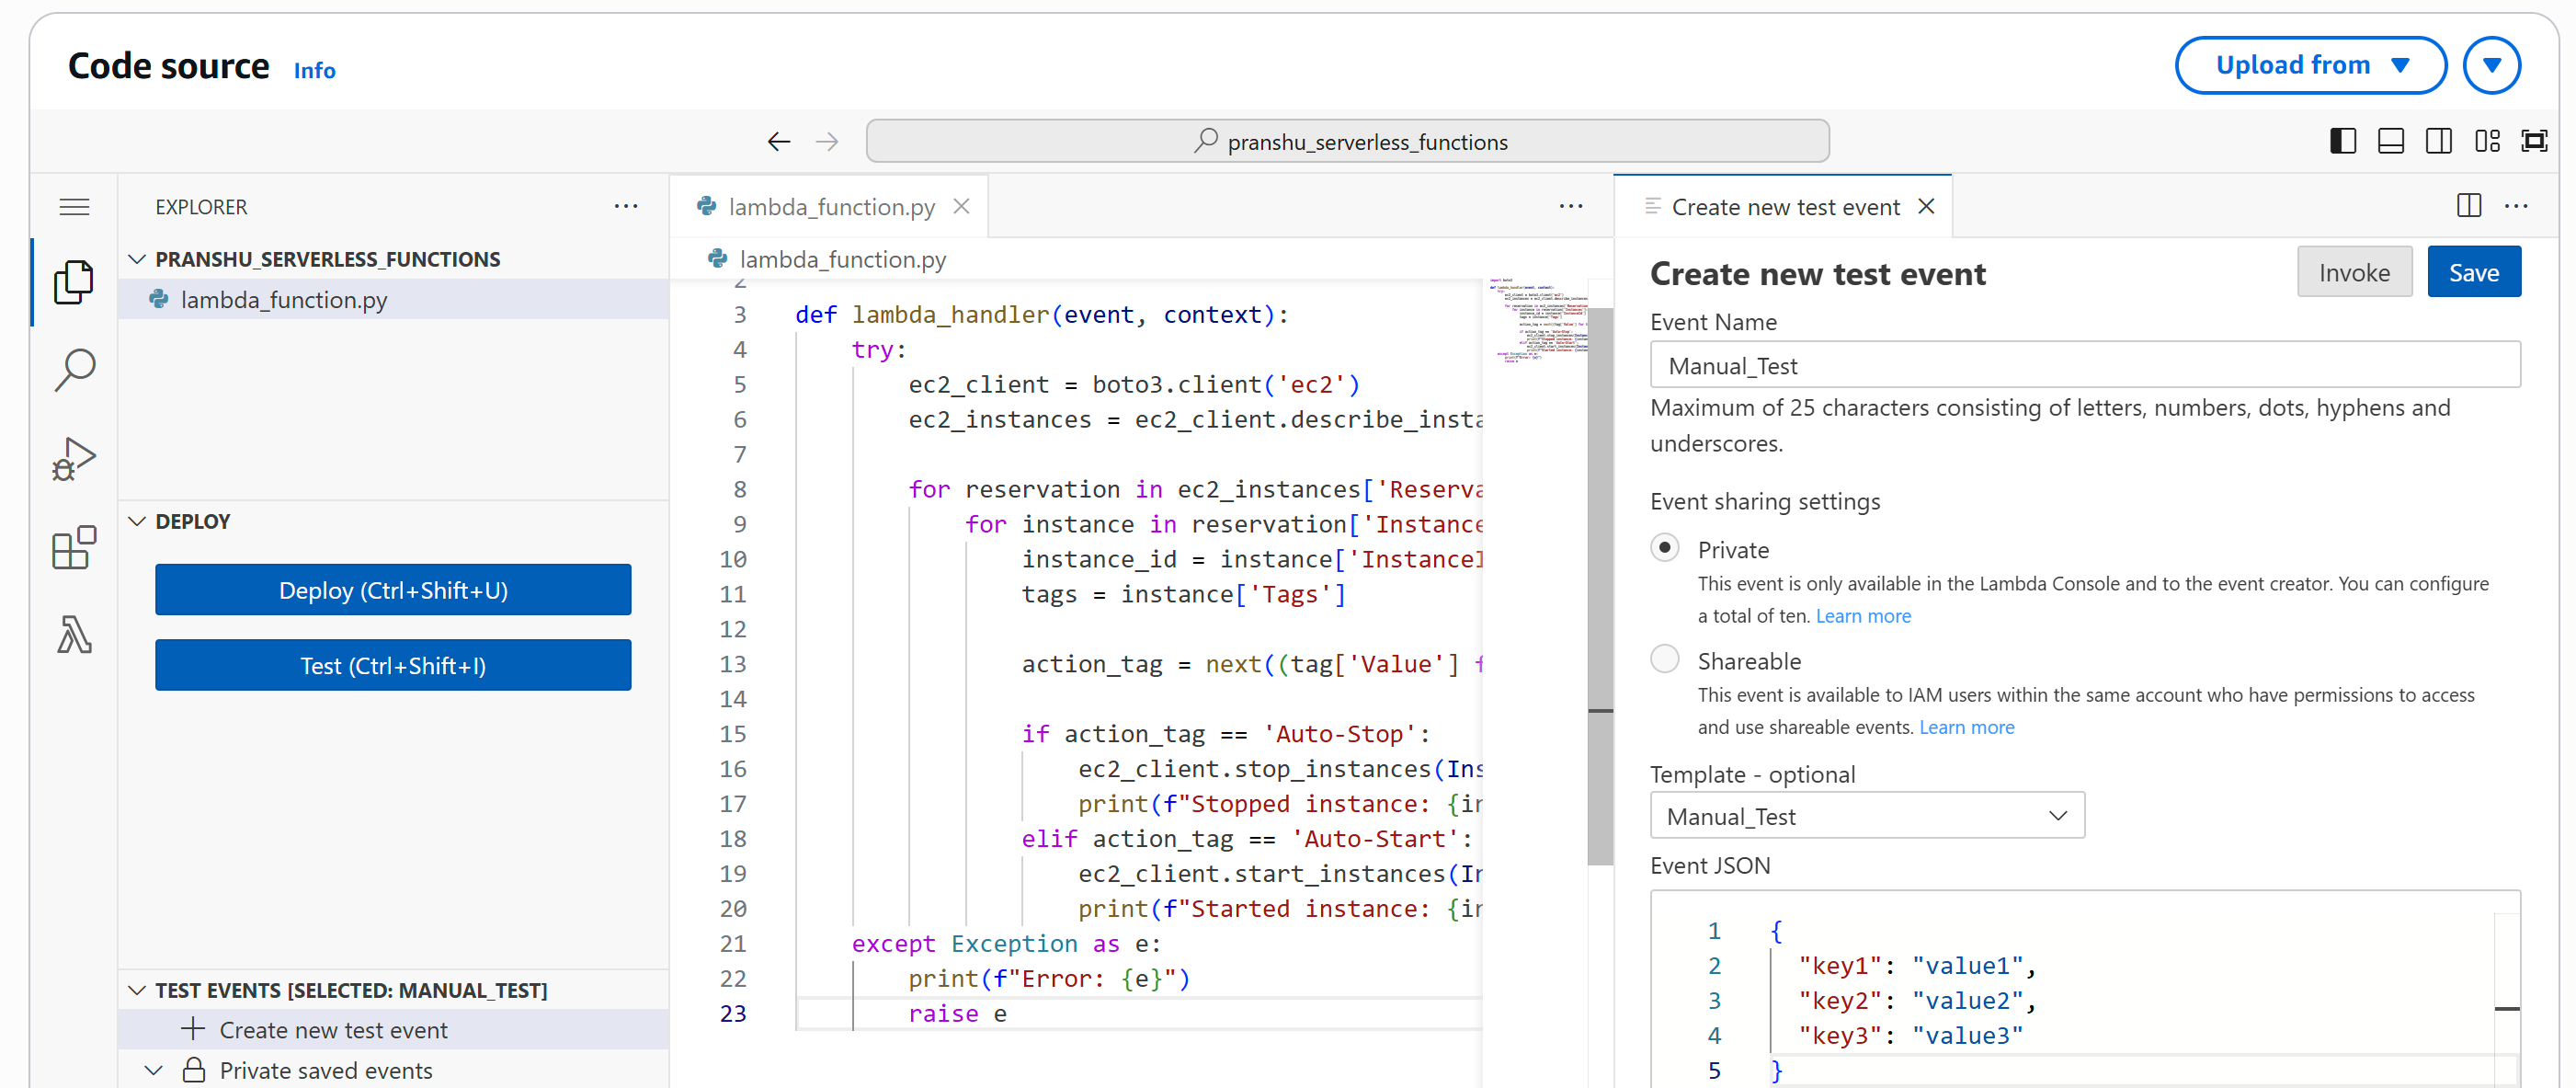 Code source Info
Upload from
pranshu_serverless_functions
EXPLORER
PRANSHU_SERVERLESS_FUNCTIONS
lambda_function.py
DEPLOY
Deploy (Ctrl+Shift+U)
Test (Ctrl+Shift+I)
TEST EVENTS [SELECTED: MANUAL_TEST]
Create new test event
Private saved events
lambda_function.py
lambda_function.py
2
3 def lambda_handler(event, context):
4 try:
5 ec2_client = boto3.client('ec2')
6 ec2_instances = ec2_client.describe_insta
7
8 for reservation in ec2_instances['Reserva
9 for instance in reservation['Instance
10 instance_id = instance['InstanceI
11 tags = instance['Tags']
12
13 action_tag = next((tag['Value'] f
14
15 if action_tag == 'Auto-Stop':
16 ec2_client.stop_instances(Ins
17 print(f"Stopped instance: {in
18 elif action_tag == 'Auto-Start':
19 ec2_client.start_instances(In
20 print(f"Started instance: {in
21 except Exception as e:
22 print(f"Error: {e}")
23 raise e
Create new test event
Create new test event
Invoke
Save
Event Name
Manual_Test
Maximum of 25 characters consisting of letters, numbers, dots, hyphens and
underscores.
Event sharing settings
Private
This event is only available in the Lambda Console and to the event creator. You can configure
a total of ten. Learn more
Shareable
This event is available to IAM users within the same account who have permissions to access
and use shareable events. Learn more
Template - optional
Manual_Test
Event JSON
1 {
2 "key1": "value1",
3 "key2": "value2",
4 "key3": "value3"
5 }